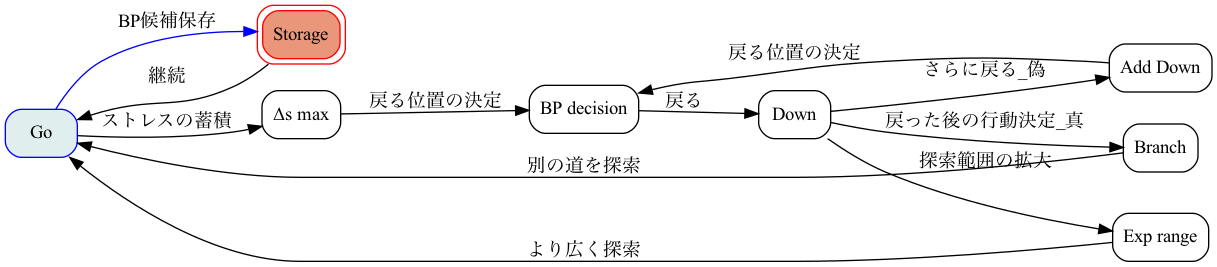 BP候補保存
Storage
戻る位置の決定
Add Down
継続
さらに戻る_偽
ストレスの蓄積
Δs max
戻る位置の決定
BP decision
戻る
Down
戻った後の行動決定_真
Go
Branch
別の道を探索
探索範囲の拡大
Exp range
より広く探索